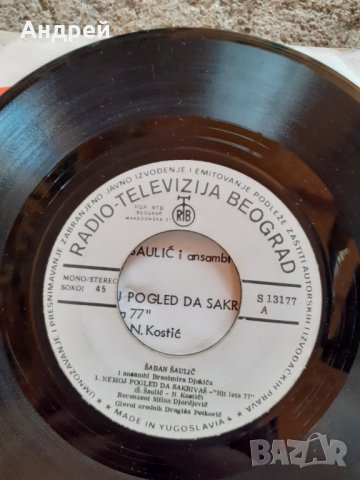 Андрей
UMNOŽAVANJE I PRESNIMAVANJE ZABRANJENO JAVNO IZVOĐENJE I EMITOVANJE PODLEŽE ZAŠTITI AUTORSKIH I IZVOĐAČKIH PRAVA
RADIO-TELEVIZIJA BEOGRAD
PGP RTB
BEOGRAD
MAKEDONSKA 21
RTB
ŠAULIĆ i ansambl
MONO/STEREO
SOKOJ 45
POGLED DA SAKR
77"
N. Kostić
S 13177
A
ŠABAN ŠAULIĆ
i ansambl Branimira Djokića
1. NEMOJ POGLED DA SAKRIVAŠ -"Hit leta 77"
(Š. Šaulić - N. Kostić)
Recenzent Milan Djordjević
Glavni urednik Dragiša Petković
MADE IN YUGOSLAVIA
BAZAR
bg